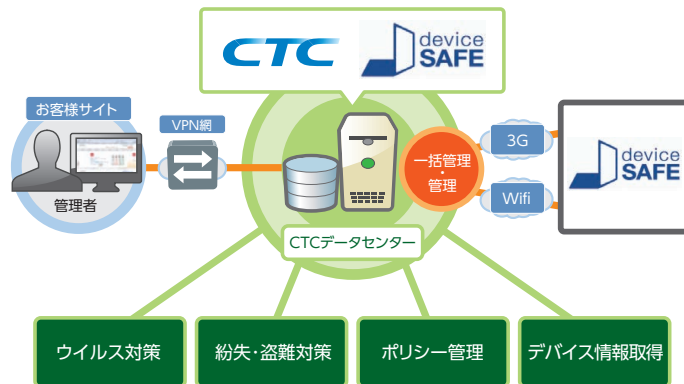 CTC device
SAFE
お客様サイト
VPN網
3G
一括管理
・
管理
device
SAFE
Wifi
管理者
CTCデータセンター
ウイルス対策
紛失・盗難対策
ポリシー管理
デバイス情報取得